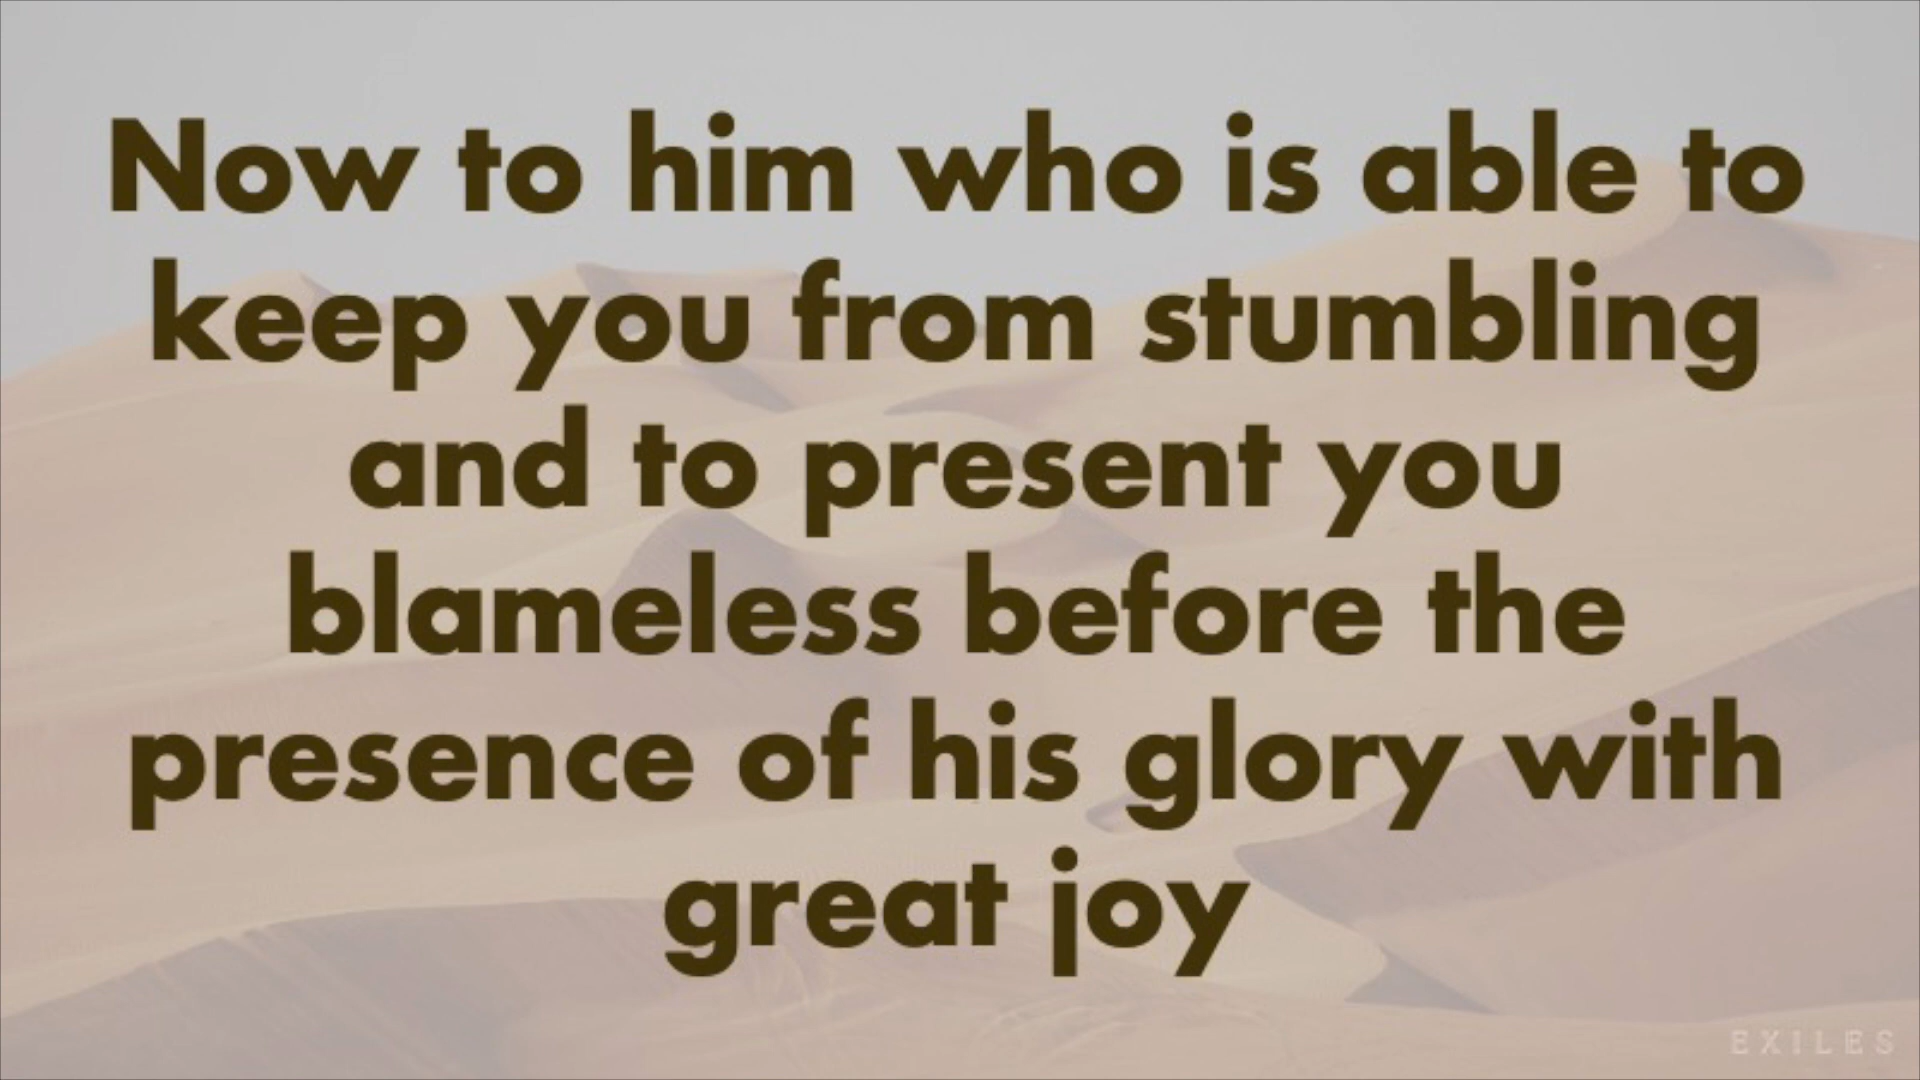 Now to him who is able to
keep you from stumbling
and to present you
blameless before the
presence of his glory with
great joy
EXILES